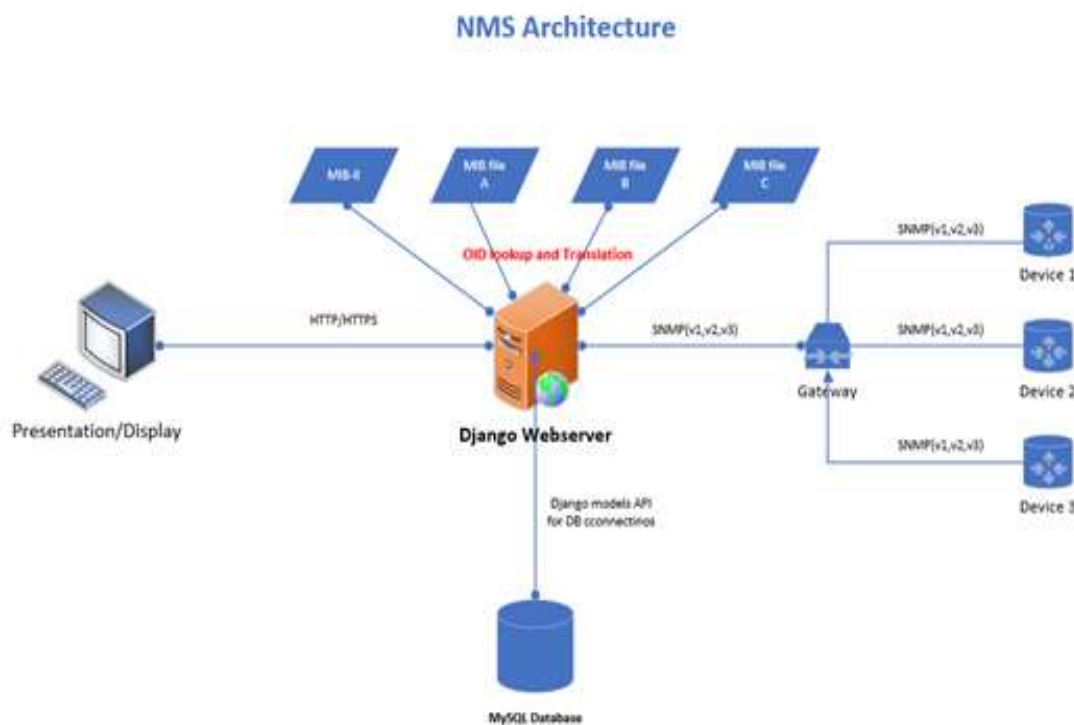 NMS Architecture
MIB-II
MIB file
A
MIB file
B
MIB file
C
OID lookup and Translation
SNMP(v1,v2,v3)
Device 1
HTTP/HTTPS
SNMP(v1,v2,v3)
SNMP(v1,v2,v3)
Gateway
Device 2
Presentation/Display
Django Webserver
SNMP(v1,v2,v3)
Device 3
Django models API
for DB cconnectinos
MySQL Database